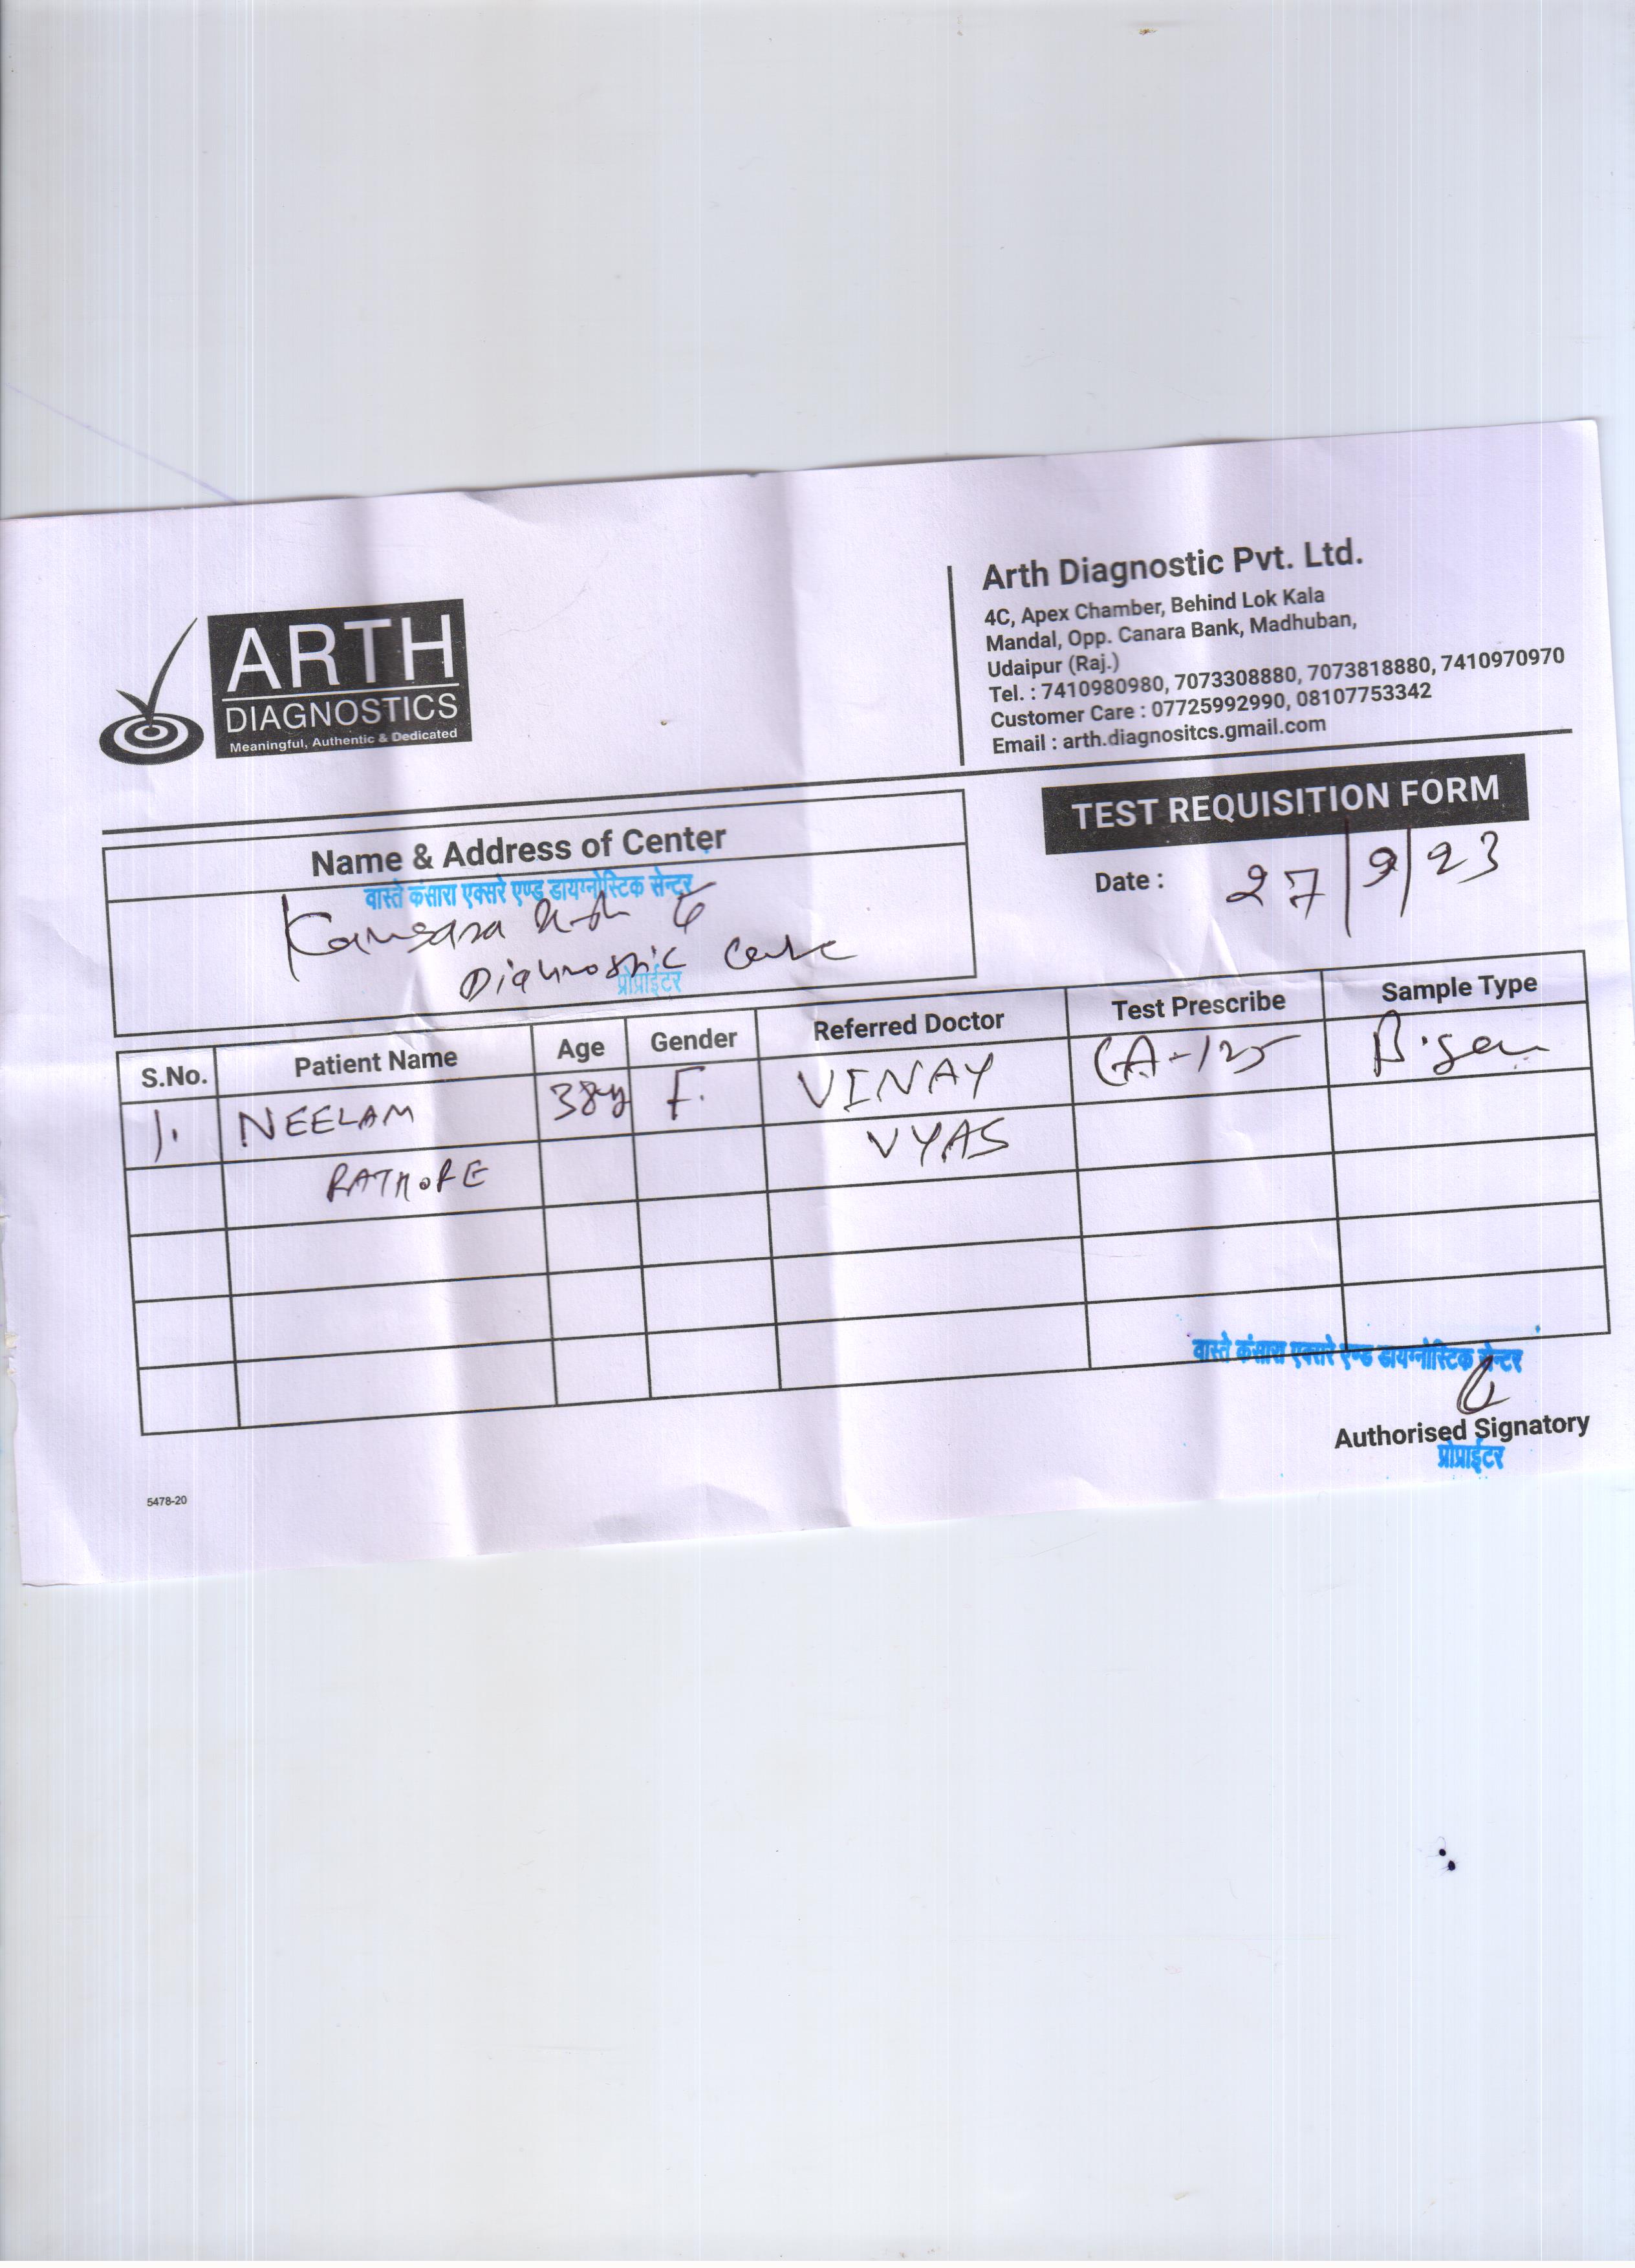 ARTH
DIAGNOSTICS
Meaningful, Authentic & Dedicated
Arth Diagnostic Pvt. Ltd.
4C, Apex Chamber, Behind Lok Kala
Mandal, Opp. Canara Bank, Madhuban,
Udaipur (Raj.)
Tel. : 7410980980, 7073308880, 7073818880, 7410970970
Customer Care : 07725992990, 08107753342
Email : arth.diagnositcs.gmail.com
TEST REQUISITION FORM
Date : 27/9/23
Name & Address of Center
वास्ते कंसारा एक्सरे एण्ड डायग्नोस्टिक सेन्टर
Kansara
Diagnostic
प्रोप्राईटर
S.No. Patient Name Age Gender Referred Doctor Test Prescribe Sample Type
1. NEELAM 38y F. VINAY CA-125
RATHORE VYAS
वास्ते कंसारा एक्सरे एण्ड डायग्नोस्टिक सेन्टर
Authorised Signatory
प्रोप्राईटर
5478-20